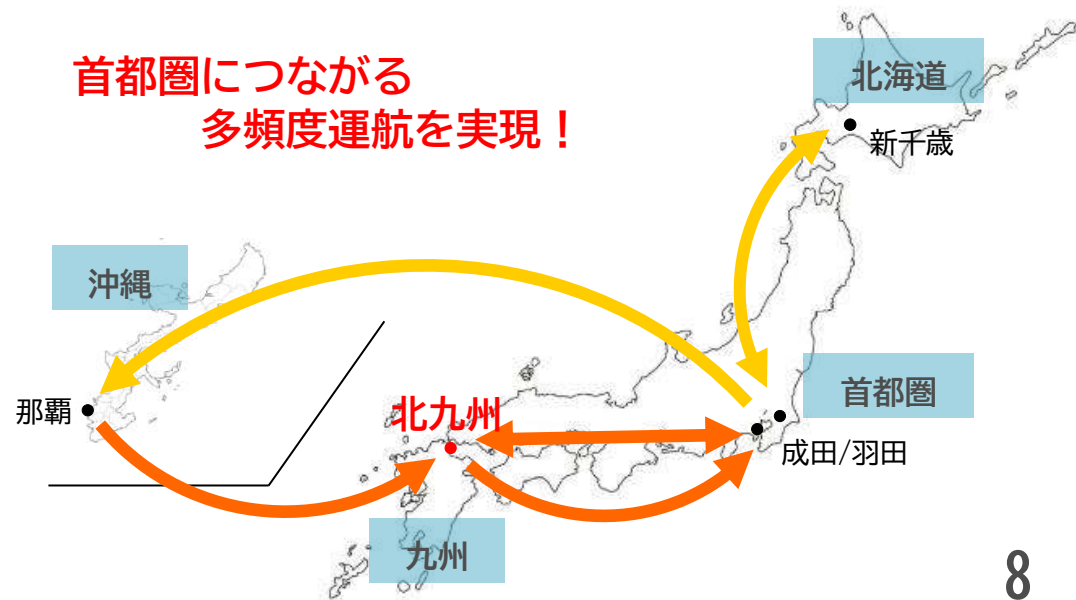 首都圏につながる
多頻度運航を実現！
北海道
新千歳
沖縄
那覇
首都圏
北九州
成田/羽田
九州
8